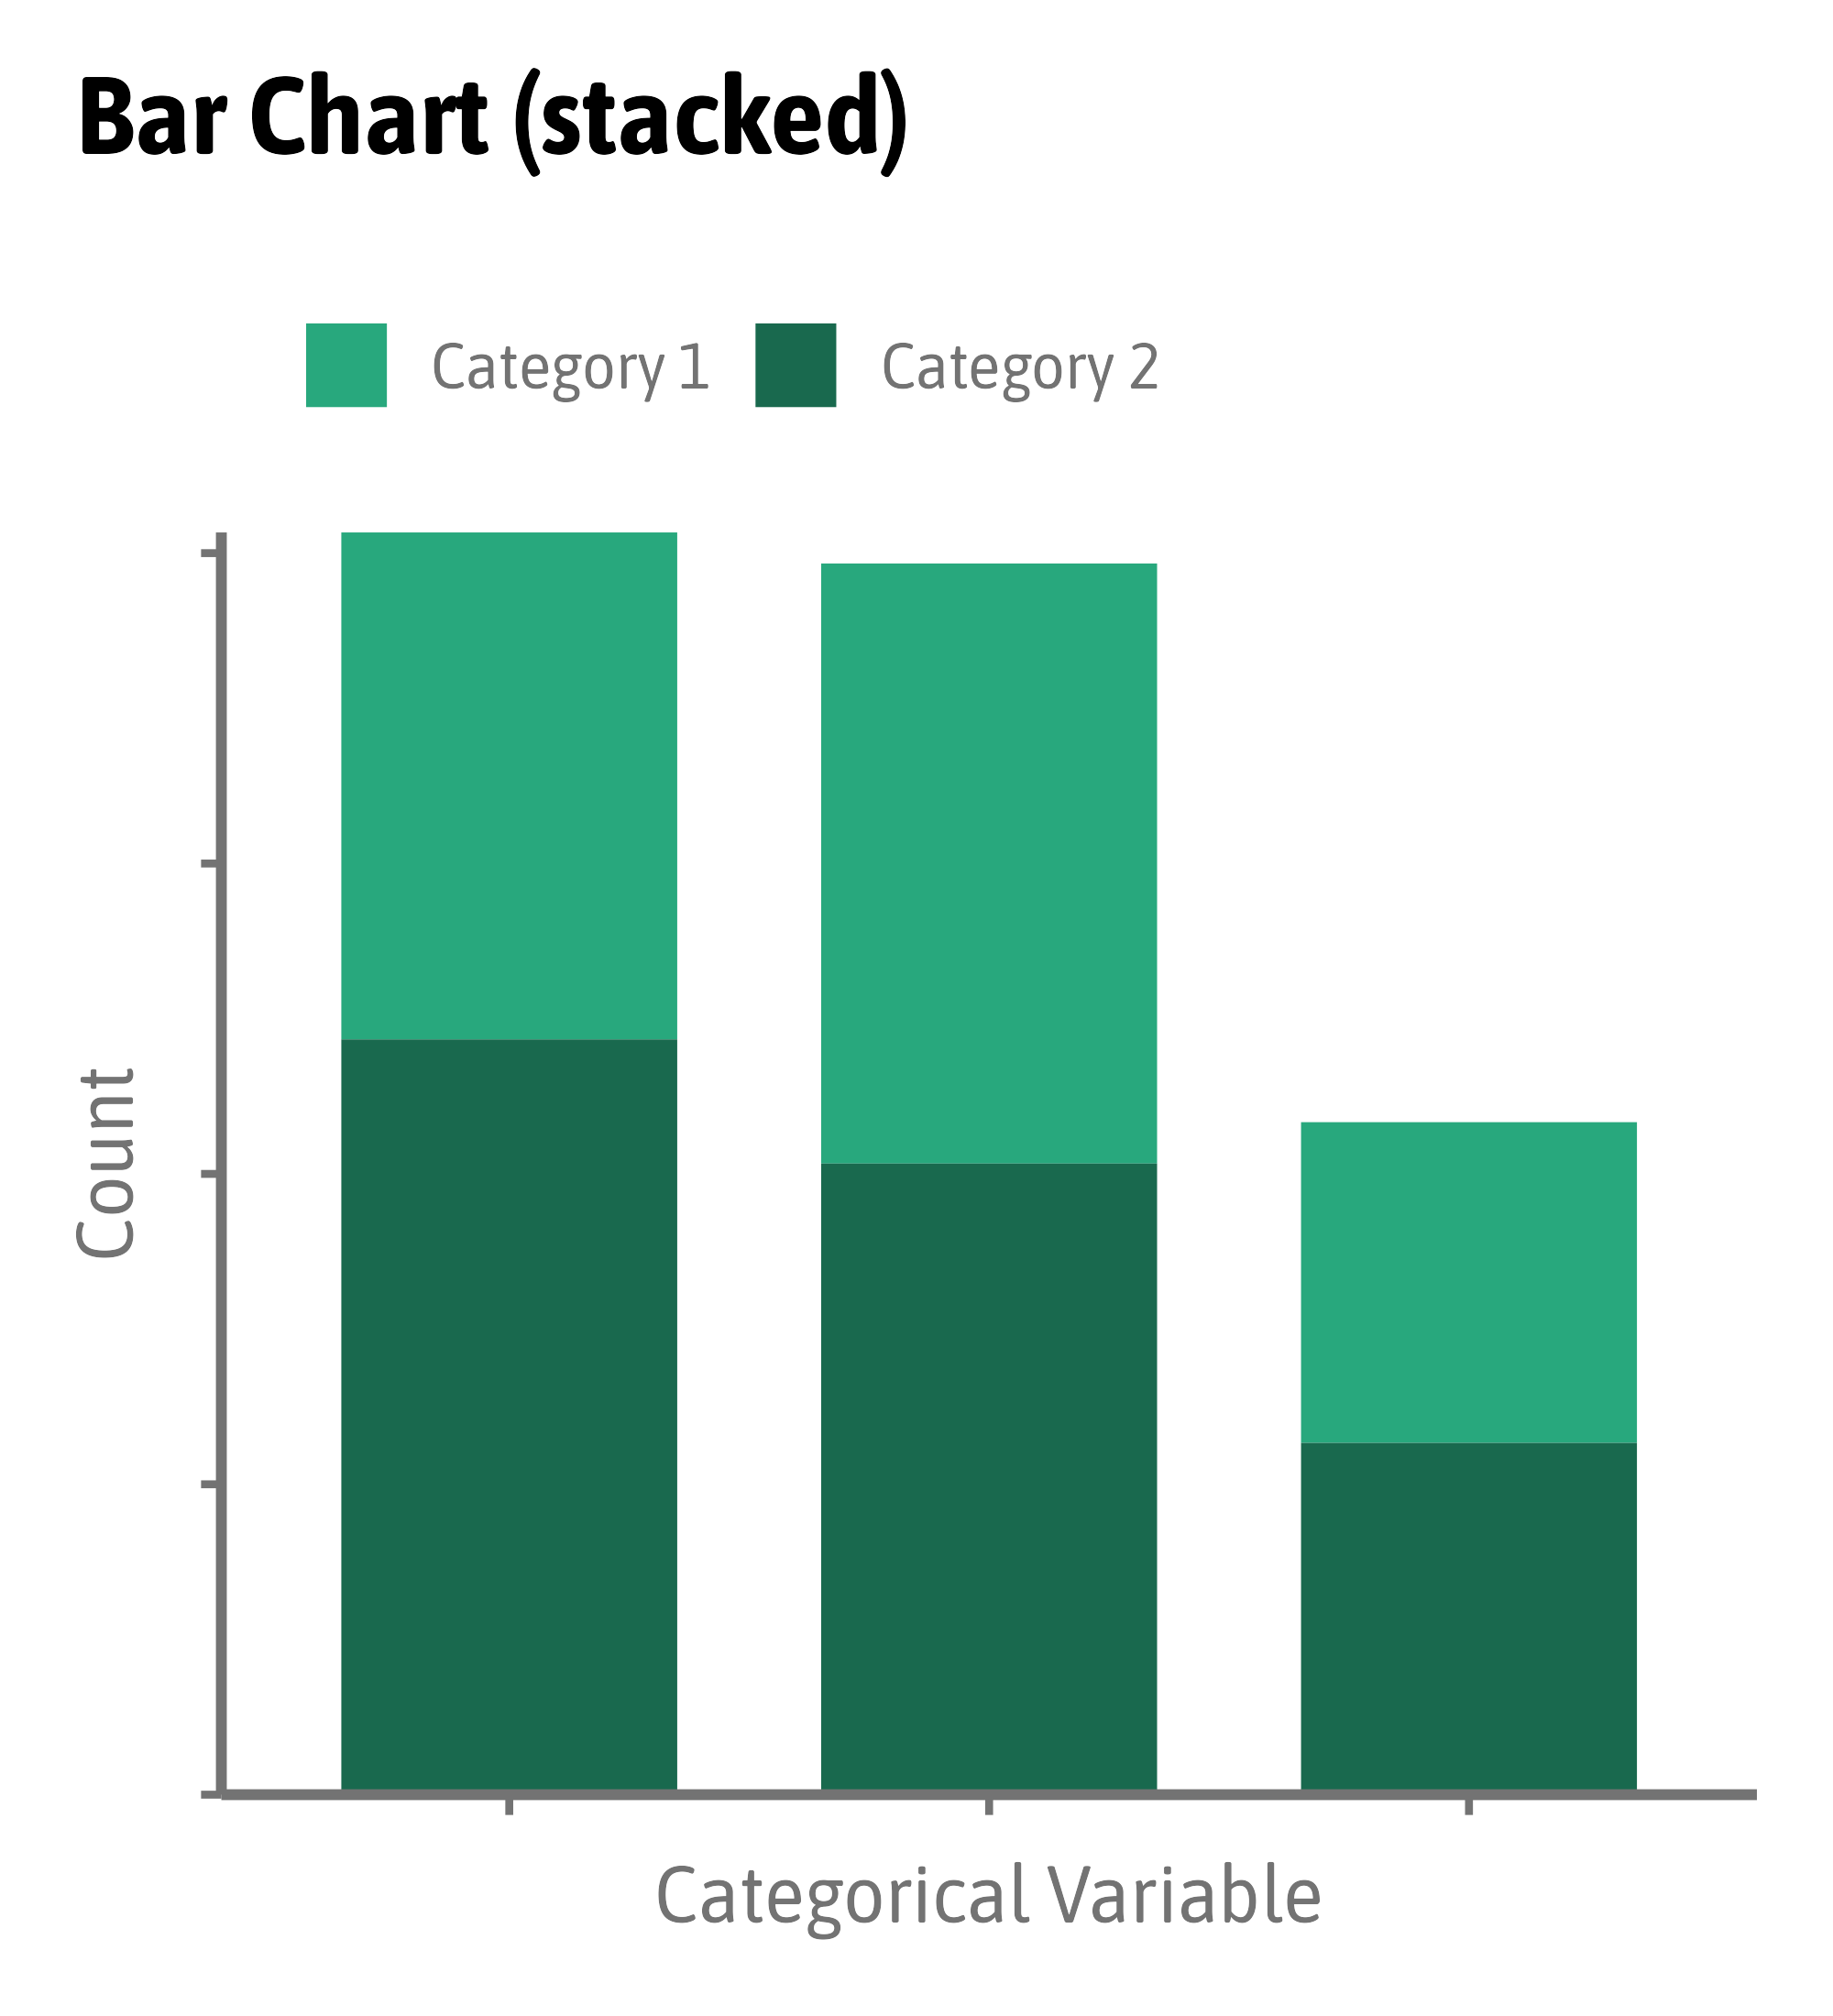 Bar Chart (stacked)
Category 1
Category 2
Count
Categorical Variable